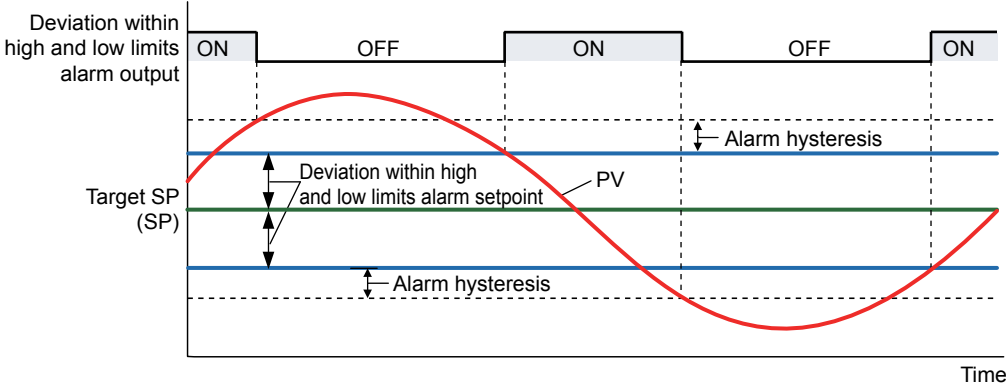 Deviation within
high and low limits
alarm output
ON
OFF
ON
OFF
ON
Alarm hysteresis
Deviation within high
and low limits alarm setpoint
PV
Target SP
(SP)
Alarm hysteresis
Time